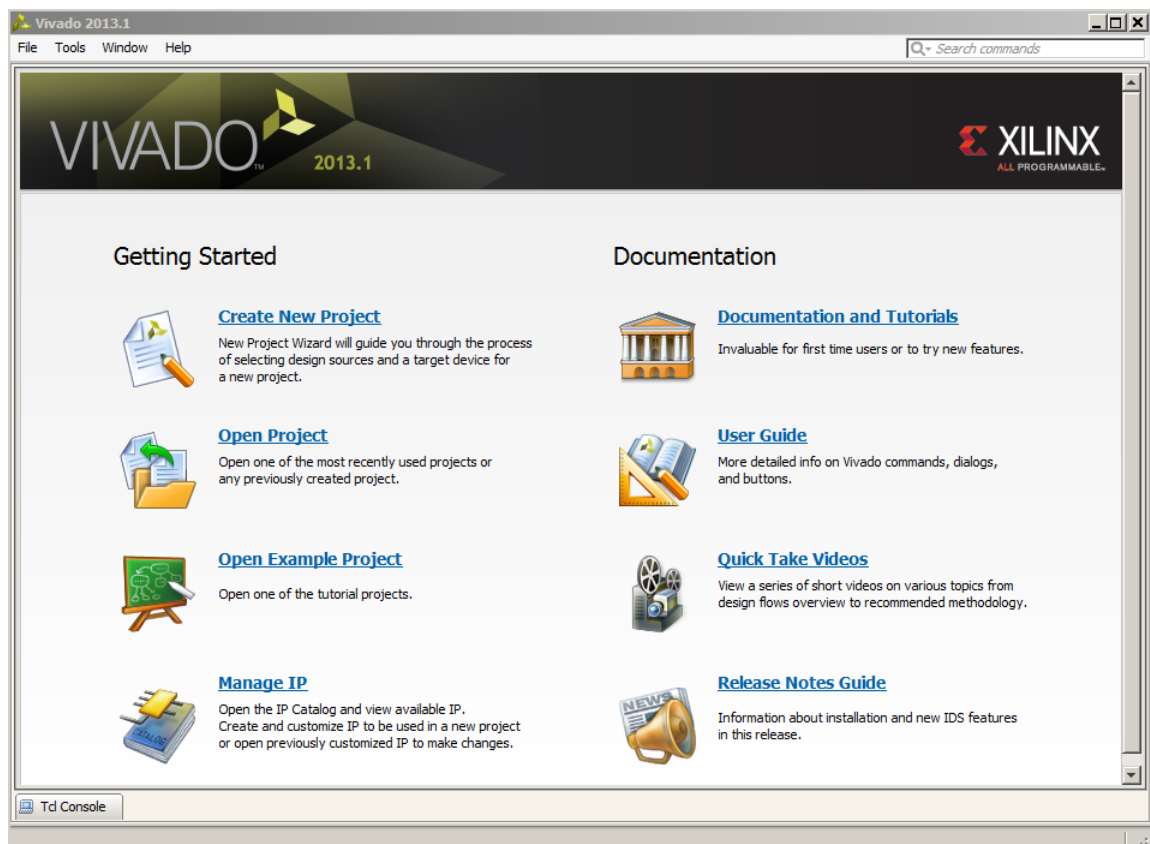 Vivado 2013.1
File Tools Window Help
Search commands
VIVADO™
2013.1
XILINX
ALL PROGRAMMABLE™
Getting Started
Create New Project
New Project Wizard will guide you through the process
of selecting design sources and a target device for
a new project.
Open Project
Open one of the most recently used projects or
any previously created project.
Open Example Project
Open one of the tutorial projects.
Manage IP
Open the IP Catalog and view available IP.
Create and customize IP to be used in a new project
or open previously customized IP to make changes.
CATALOG
Documentation
Documentation and Tutorials
Invaluable for first time users or to try new features.
User Guide
More detailed info on Vivado commands, dialogs,
and buttons.
Quick Take Videos
View a series of short videos on various topics from
design flows overview to recommended methodology.
NEWS
Release Notes Guide
Information about installation and new IDS features
in this release.
Tcl Console